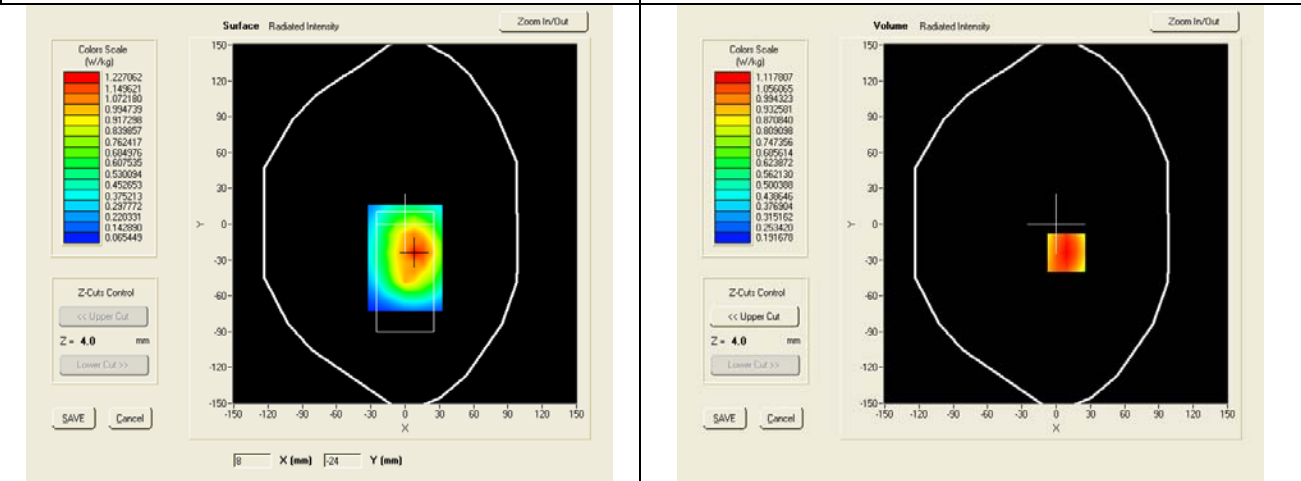 Surface Radiated Intensity
Zoom In/Out
Colors Scale
(W/kg)
1.227062
1.149621
1.072180
0.994739
0.917298
0.839857
0.762417
0.684976
0.607535
0.530094
0.452653
0.375213
0.297772
0.220331
0.142890
0.065449
Z-Cuts Control
<< Upper Cut
Z = 4.0 mm
Lower Cut >>
SAVE Cancel
150
120
90
60
30
0
-30
-60
-90
-120
-150
Y
-150 -120 -90 -60 -30 0 30 60 90 120 150
X
8 X (mm) -24 Y (mm)
Volume Radiated Intensity
Zoom In/Out
Colors Scale
(W/kg)
1.117807
1.056065
0.994323
0.932581
0.870840
0.809098
0.747356
0.685614
0.623872
0.562130
0.500388
0.438646
0.376904
0.315162
0.253420
0.191678
Z-Cuts Control
<< Upper Cut
Z = 4.0 mm
Lower Cut >>
SAVE Cancel
150
120
90
60
30
0
-30
-60
-90
-120
-150
Y
-150 -120 -90 -60 -30 0 30 60 90 120 150
X